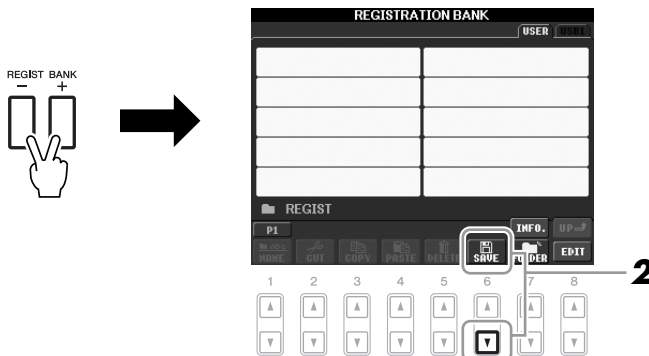 REGISTRATION BANK
USER USB1
REGIST BANK
− +
REGIST
P1 INFO. UP
NAME CUT COPY PASTE DELETE SAVE FOLDER EDIT
2
1 2 3 4 5 6 7 8